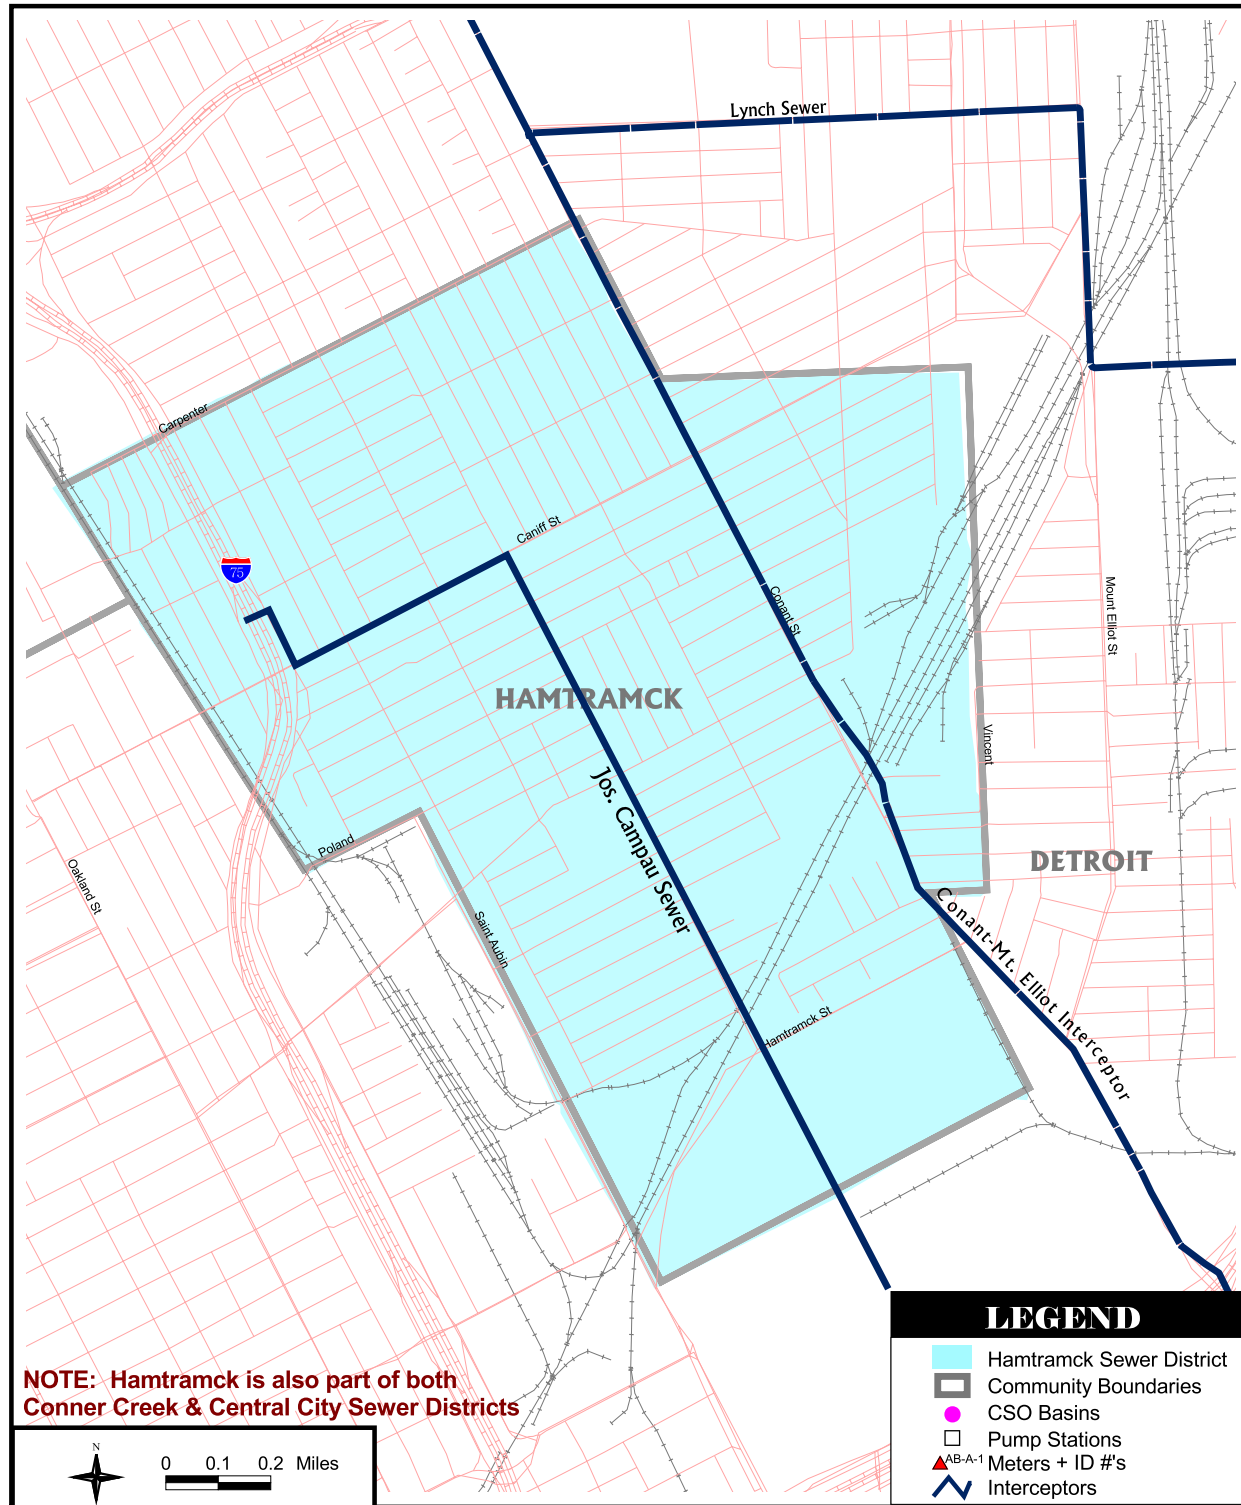 Lynch Sewer
Carpenter
Caniff St
75
Conant St
Mount Elliot St
HAMTRAMCK
Vincent
Jos. Campau Sewer
Poland
DETROIT
Oakland St
Saint Aubin
Conant-Mt. Elliot Interceptor
Hamtramck St
LEGEND
Hamtramck Sewer District
Community Boundaries
CSO Basins
Pump Stations
AB-A-1 Meters + ID #'s
Interceptors
NOTE: Hamtramck is also part of both
Conner Creek & Central City Sewer Districts
N
0 0.1 0.2 Miles